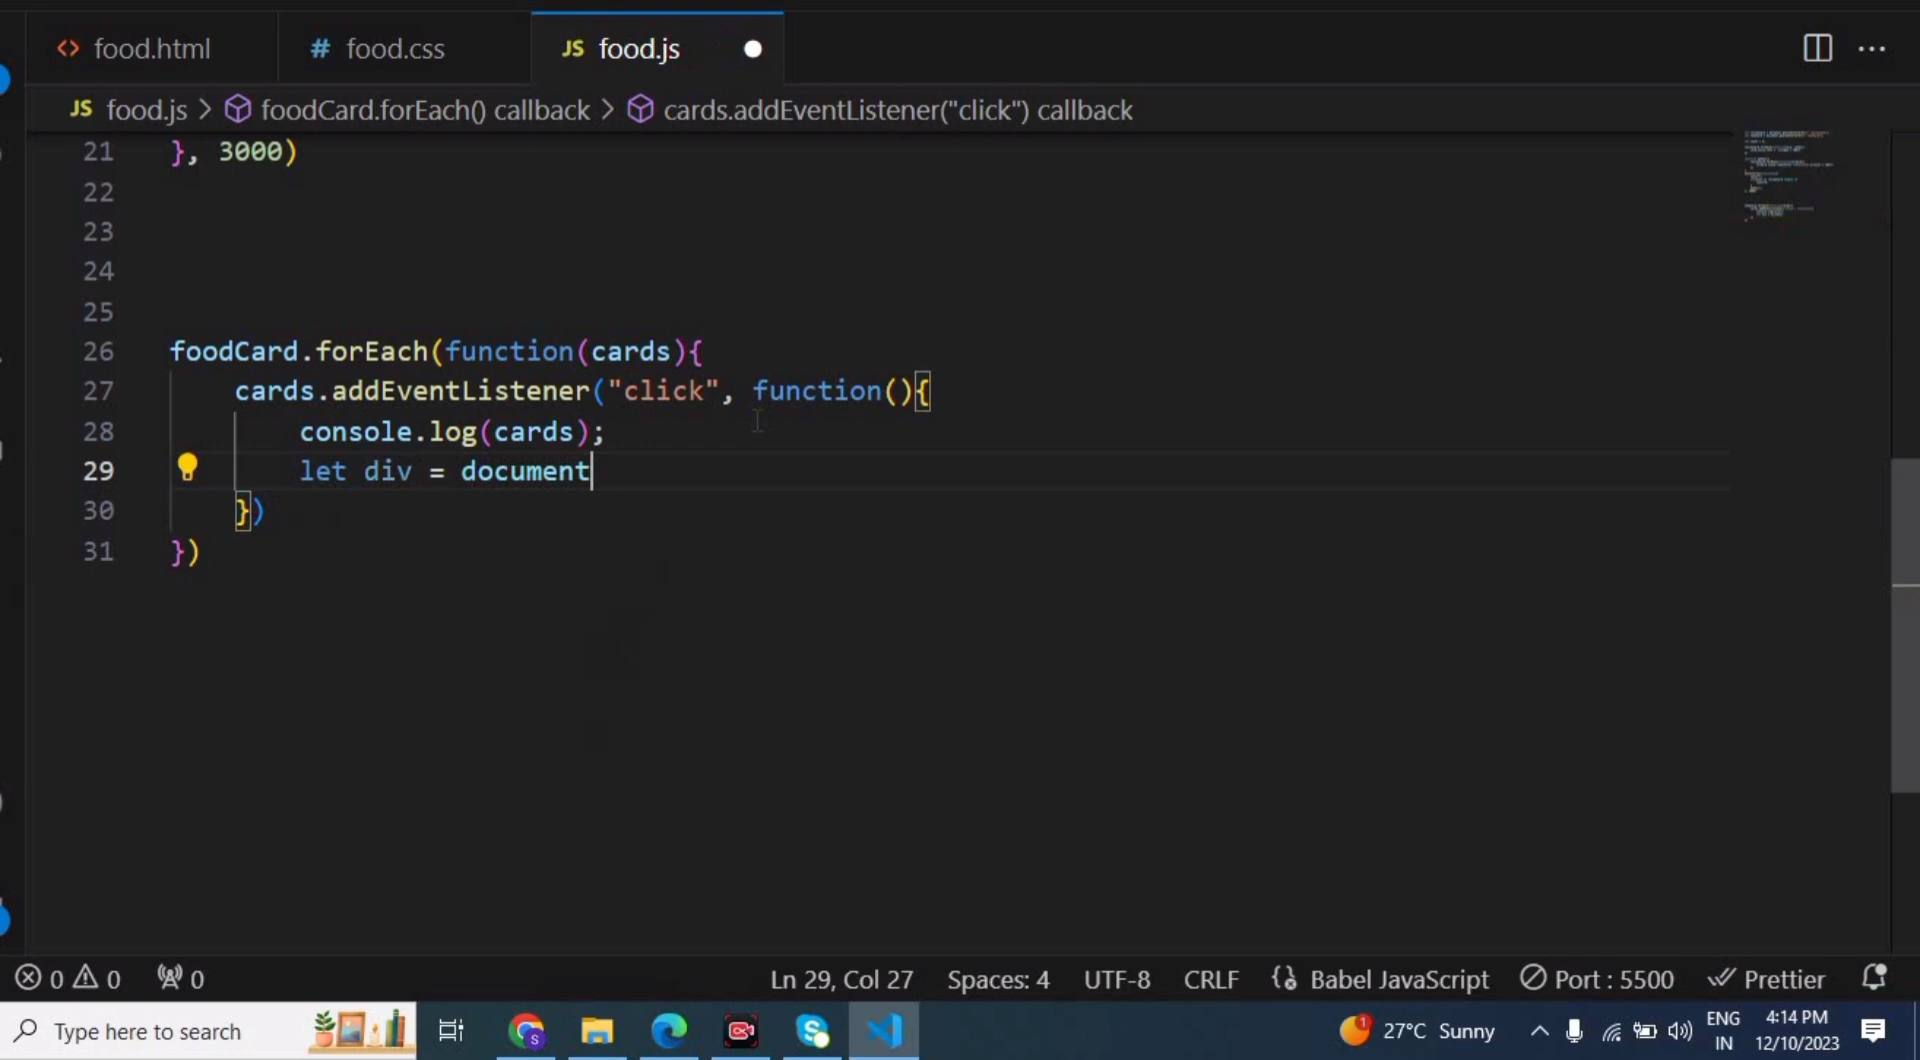 <> food.html
# food.css
JS food.js
JS food.js > foodCard.forEach() callback > cards.addEventListener("click") callback
21 }, 3000)
22
23
24
25
26 foodCard.forEach(function(cards){
27 cards.addEventListener("click", function(){
28 console.log(cards);
29 let div = document
30 })
31 })
0 0 0 Ln 29, Col 27 Spaces: 4 UTF-8 CRLF Babel JavaScript Port : 5500 Prettier
Type here to search S 1 27°C Sunny ENG 4:14 PM
IN 12/10/2023